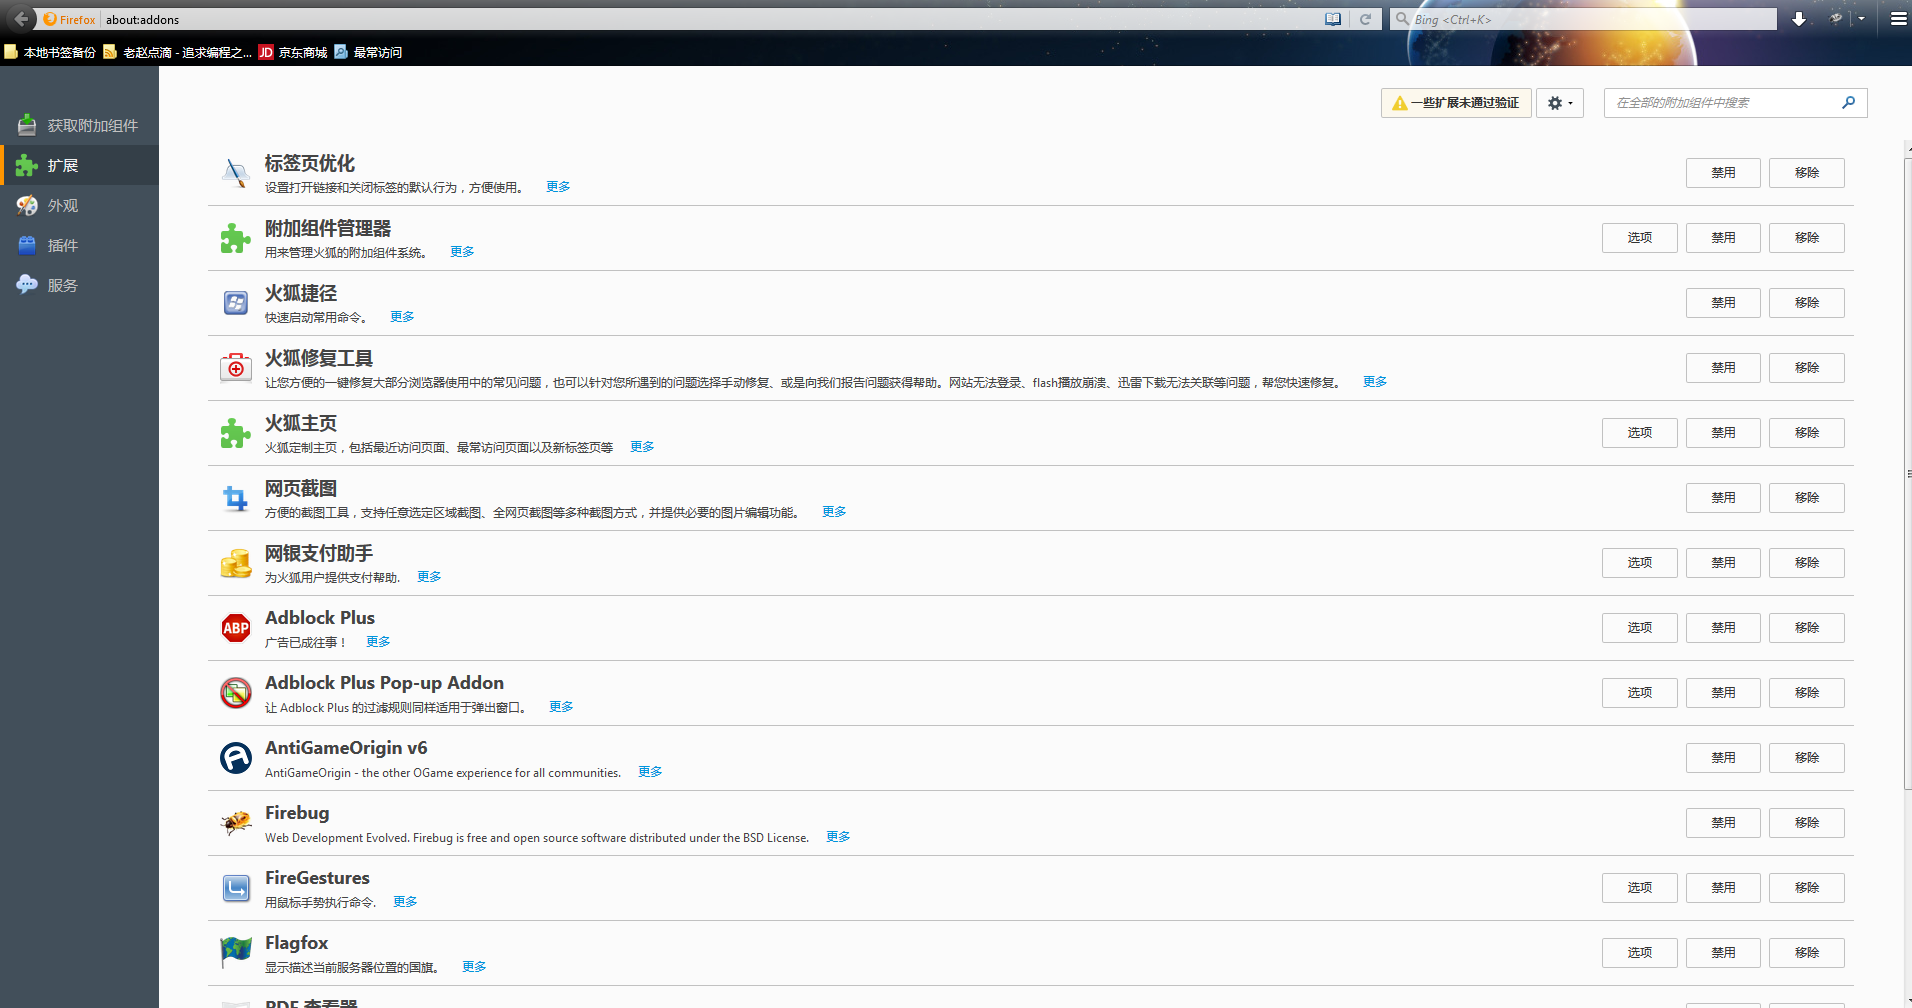 Firefox about:addons
Bing <Ctrl+K>
本地书签备份 老赵点滴 - 追求编程之... JD 京东商城 最常访问
一些扩展未通过验证
在全部的附加组件中搜索
获取附加组件
扩展
外观
插件
服务
标签页优化
设置打开链接和关闭标签的默认行为，方便使用。 更多
禁用 移除
附加组件管理器
用来管理火狐的附加组件系统。 更多
选项 禁用 移除
火狐捷径
快速启动常用命令。 更多
禁用 移除
火狐修复工具
让您方便的一键修复大部分浏览器使用中的常见问题，也可以针对您所遇到的问题选择手动修复、或是向我们报告问题获得帮助。网站无法登录、flash播放崩溃、迅雷下载无法关联等问题，帮您快速修复。 更多
禁用 移除
火狐主页
火狐定制主页，包括最近访问页面、最常访问页面以及新标签页等 更多
选项 禁用 移除
网页截图
方便的截图工具，支持任意选定区域截图、全网页截图等多种截图方式，并提供必要的图片编辑功能。 更多
禁用 移除
网银支付助手
为火狐用户提供支付帮助. 更多
选项 禁用 移除
ABP
Adblock Plus
广告已成往事！ 更多
选项 禁用 移除
Adblock Plus Pop-up Addon
让 Adblock Plus 的过滤规则同样适用于弹出窗口。 更多
选项 禁用 移除
AntiGameOrigin v6
AntiGameOrigin - the other OGame experience for all communities. 更多
禁用 移除
Firebug
Web Development Evolved. Firebug is free and open source software distributed under the BSD License. 更多
禁用 移除
FireGestures
用鼠标手势执行命令. 更多
选项 禁用 移除
Flagfox
显示描述当前服务器位置的国旗。 更多
选项 禁用 移除
PDF 查看器